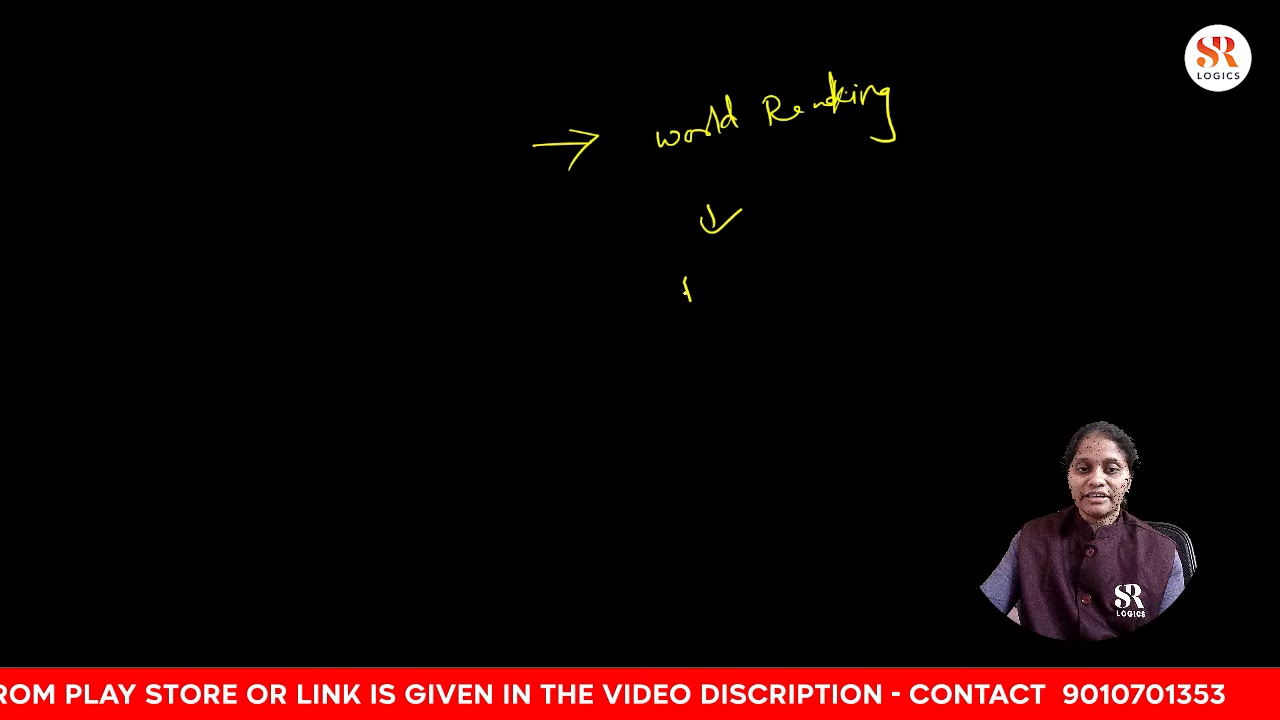 SR
LOGICS
→ world Ranking
SR
LOGICS
ROM PLAY STORE OR LINK IS GIVEN IN THE VIDEO DISCRIPTION - CONTACT 9010701353